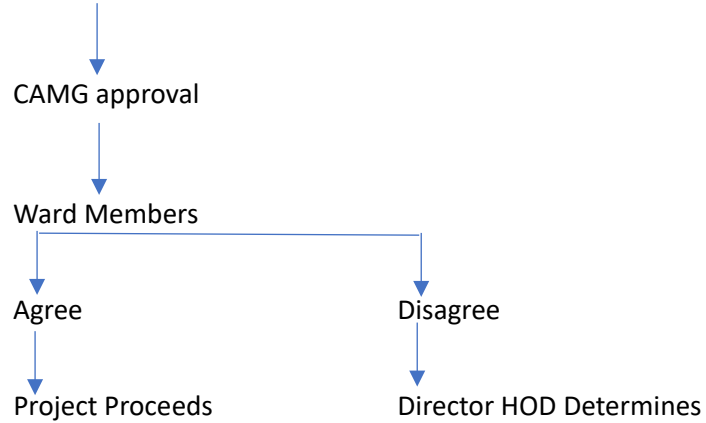 CAMG approval
Ward Members
Agree
Disagree
Project Proceeds
Director HOD Determines